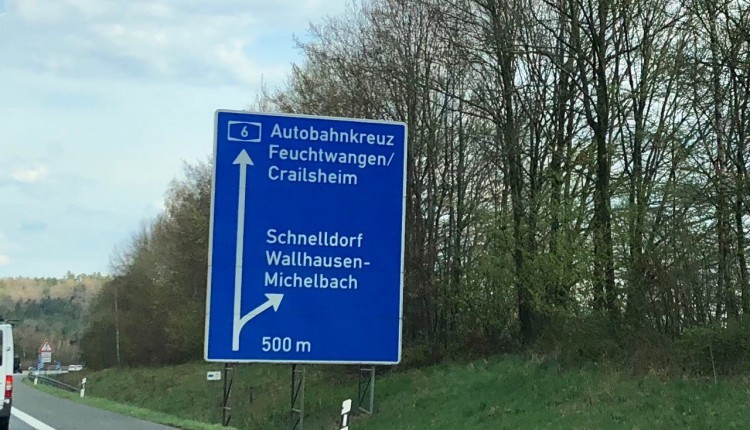 6
Autobahnkreuz
Feuchtwangen/
Crailsheim
Schnelldorf
Wallhausen-
Michelbach
500 m